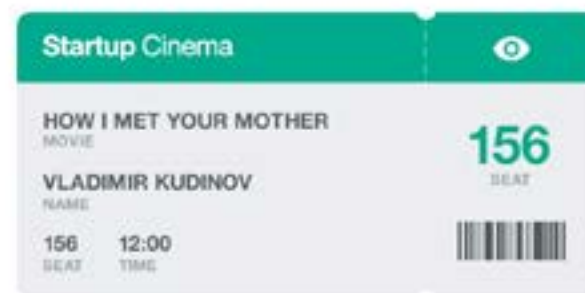 Startup Cinema
HOW I MET YOUR MOTHER
MOVIE
VLADIMIR KUDINOV
NAME
156 12:00
SEAT TIME
156
SEAT